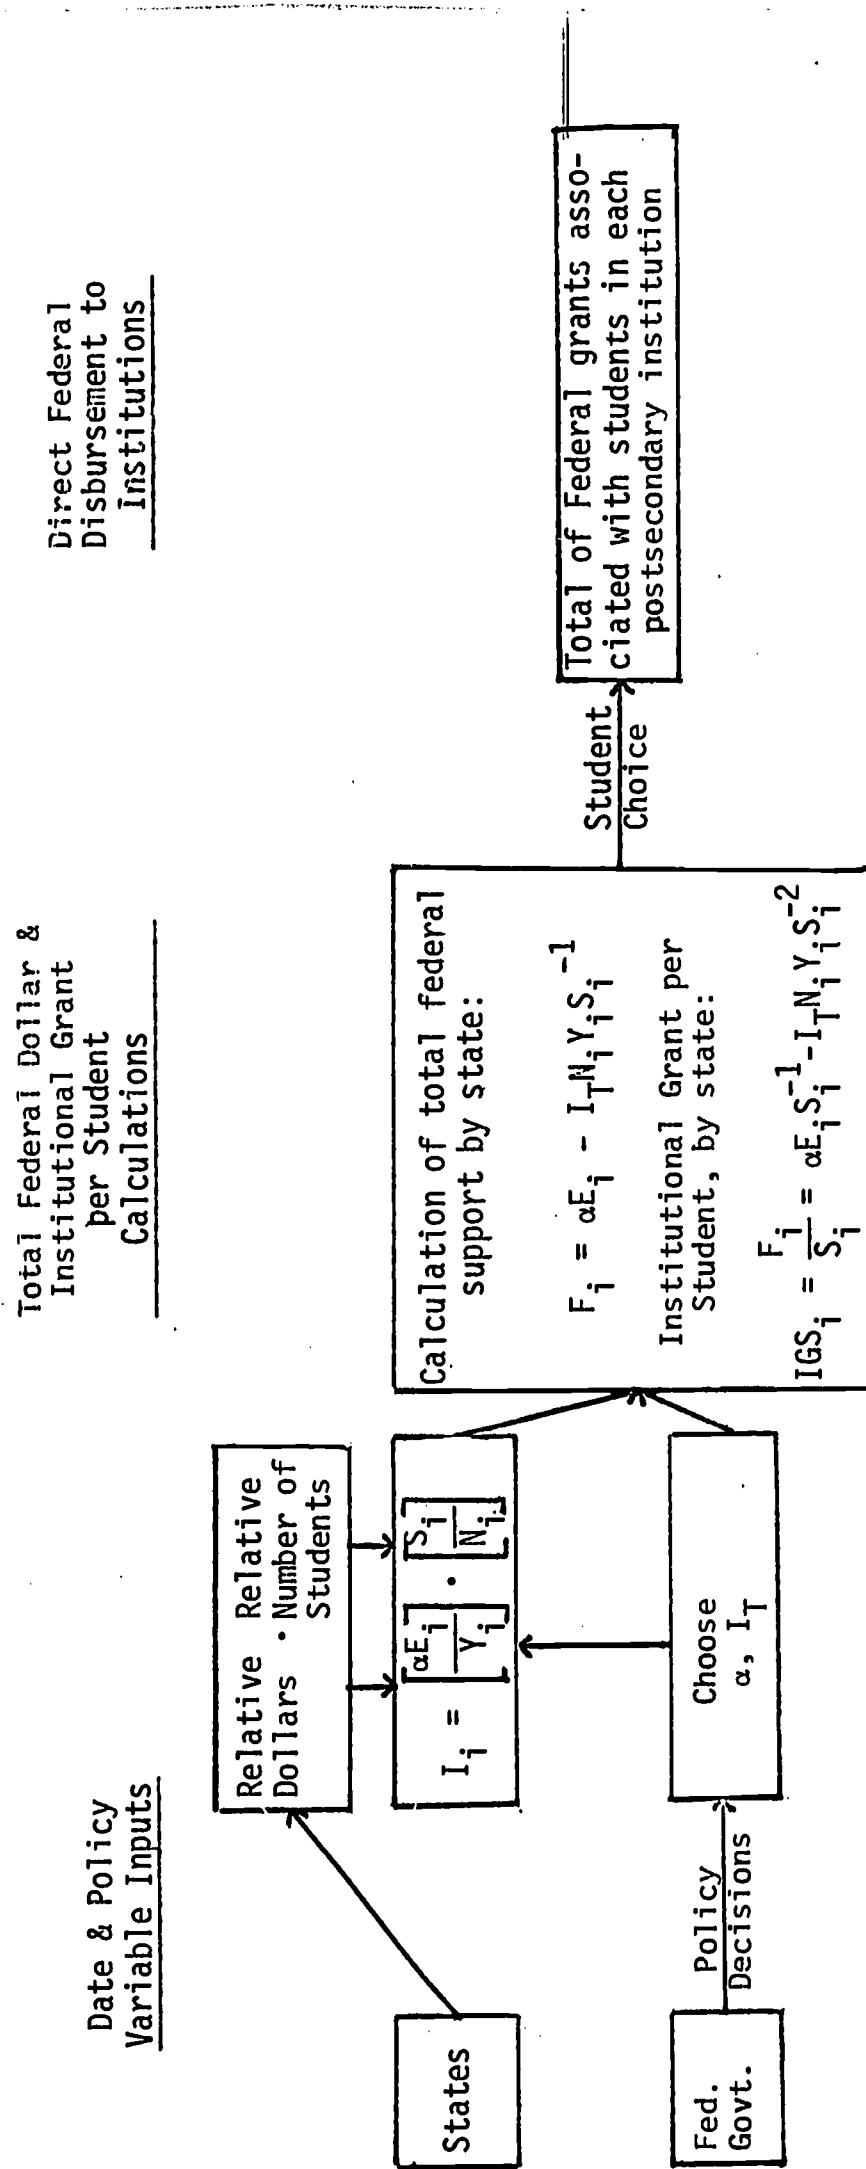 Date & Policy
Variable Inputs
Total Federal Dollar &
Institutional Grant
per Student
Calculations
Direct Federal
Disbursement to
Institutions
States
Fed.
Govt.
Policy
Decisions
Relative Relative
Dollars · Number of
Students
I_i = [αE_i / Y_i] · [S_i / N_i]
Choose
α, I_T
Calculation of total federal
support by state:
F_i = αE_i - I_T N_i Y_i S_i^-1
Institutional Grant per
Student, by state:
IGS_i = F_i / S_i = αE_i S_i^-1 - I_T N_i Y_i S_i^-2
Student
Choice
Total of Federal grants asso-
ciated with students in each
postsecondary institution